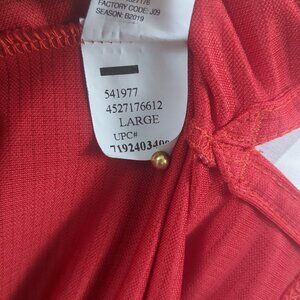 FACTORY CODE: J09
SEASON: B2019
541977
4527176612
LARGE
UPC#